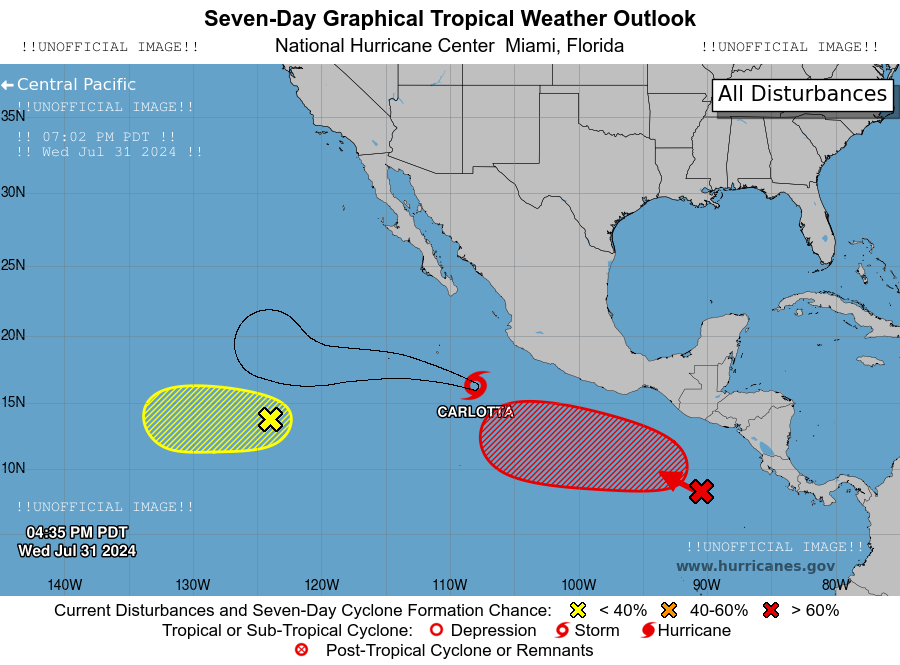 Seven-Day Graphical Tropical Weather Outlook
!!UNOFFICIAL IMAGE!! National Hurricane Center Miami, Florida !!UNOFFICIAL IMAGE!!
Central Pacific
All Disturbances
!!UNOFFICIAL IMAGE!!
35N
!! 07:02 PM PDT !!
!! Wed Jul 31 2024 !!
30N
25N
20N
15N
CARLOTTA
10N
!!UNOFFICIAL IMAGE!!
04:35 PM PDT
Wed Jul 31 2024
!!UNOFFICIAL IMAGE!!
www.hurricanes.gov
140W 130W 120W 110W 100W 90W 80W
Current Disturbances and Seven-Day Cyclone Formation Chance: < 40% 40-60% > 60%
Tropical or Sub-Tropical Cyclone: Depression Storm Hurricane
Post-Tropical Cyclone or Remnants